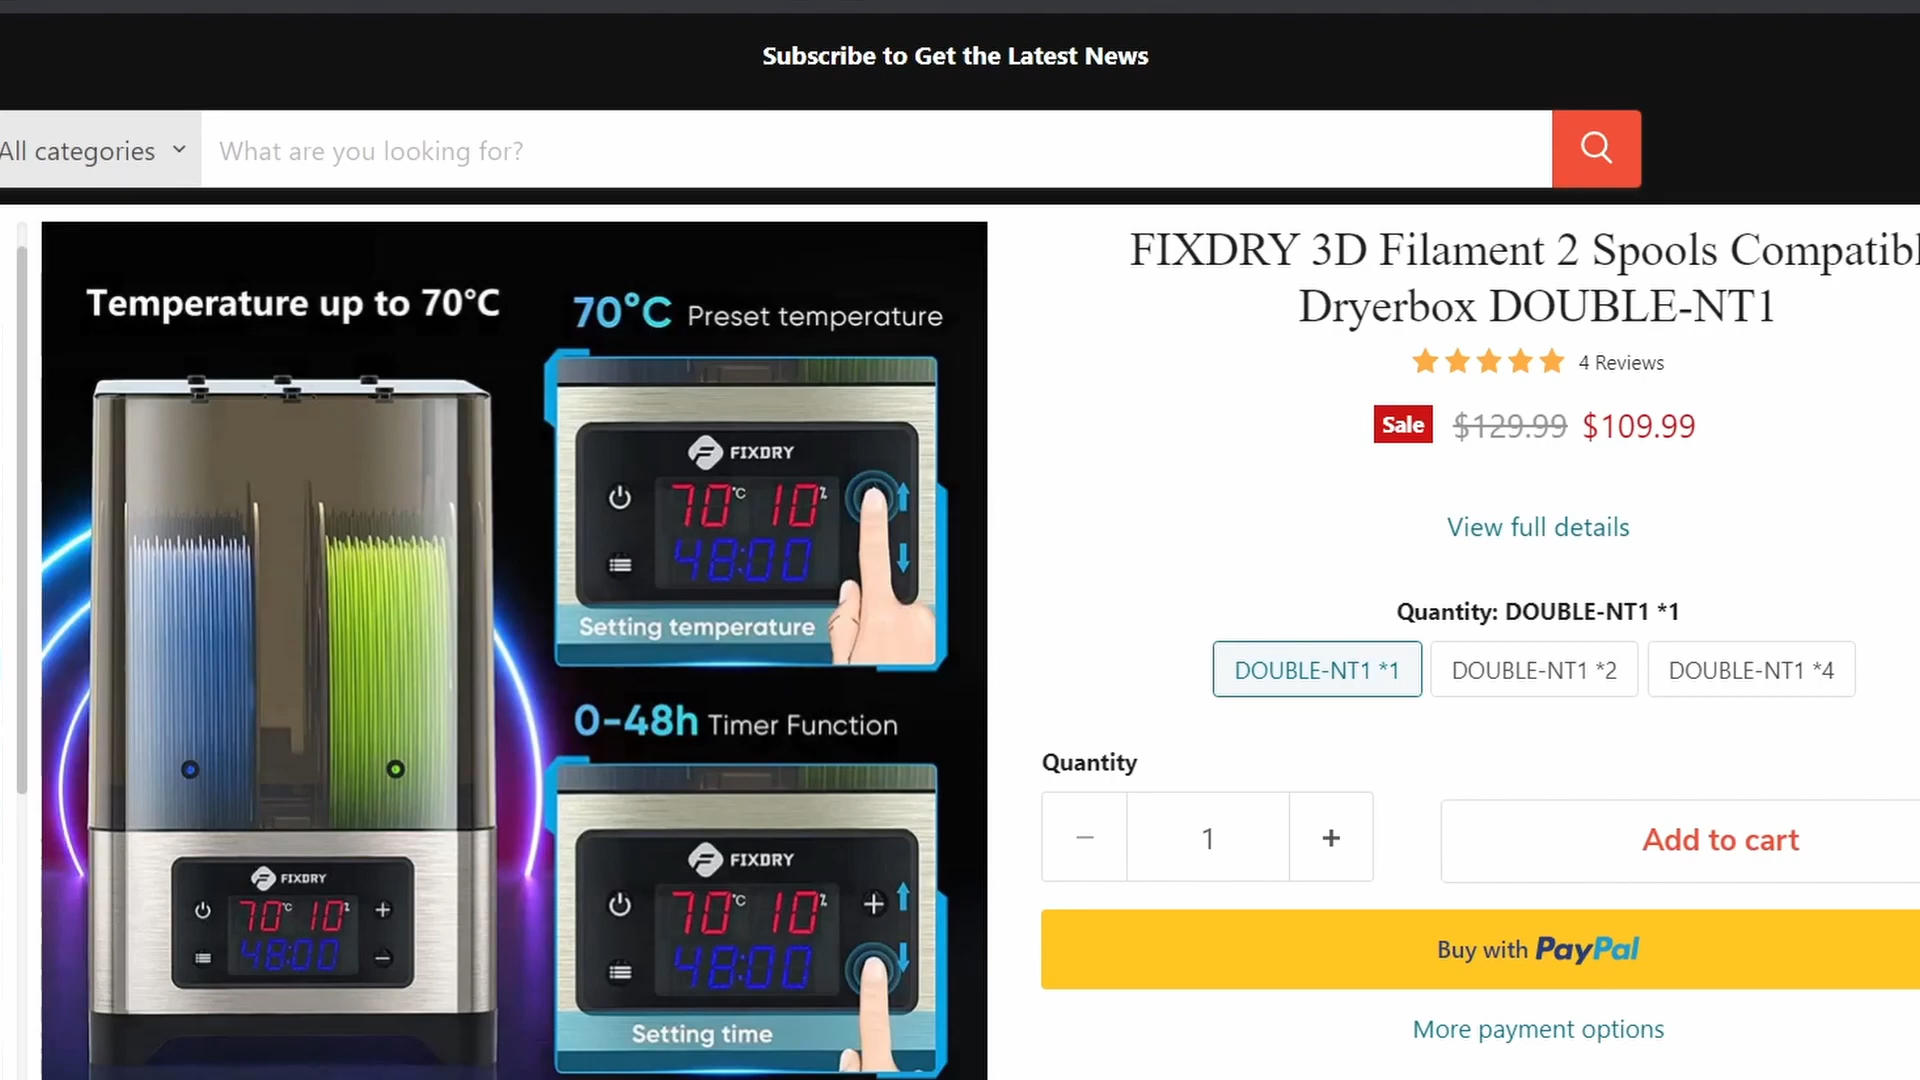 Subscribe to Get the Latest News
All categories
What are you looking for?
Temperature up to 70°C
70°C Preset temperature
FIXDRY
70°C 10%
48:00
Setting temperature
0-48h Timer Function
FIXDRY
70°C 10%
48:00
Setting time
FIXDRY
70°C 10%
48:00
FIXDRY 3D Filament 2 Spools
Dryerbox DOUBLE-NT1
4 Reviews
Sale $129.99 $109.99
View full details
Quantity: DOUBLE-NT1 *1
DOUBLE-NT1 *1 DOUBLE-NT1 *2 DOUBLE-NT1 *4
Quantity
− 1 +
Add to cart
Buy with PayPal
More payment options